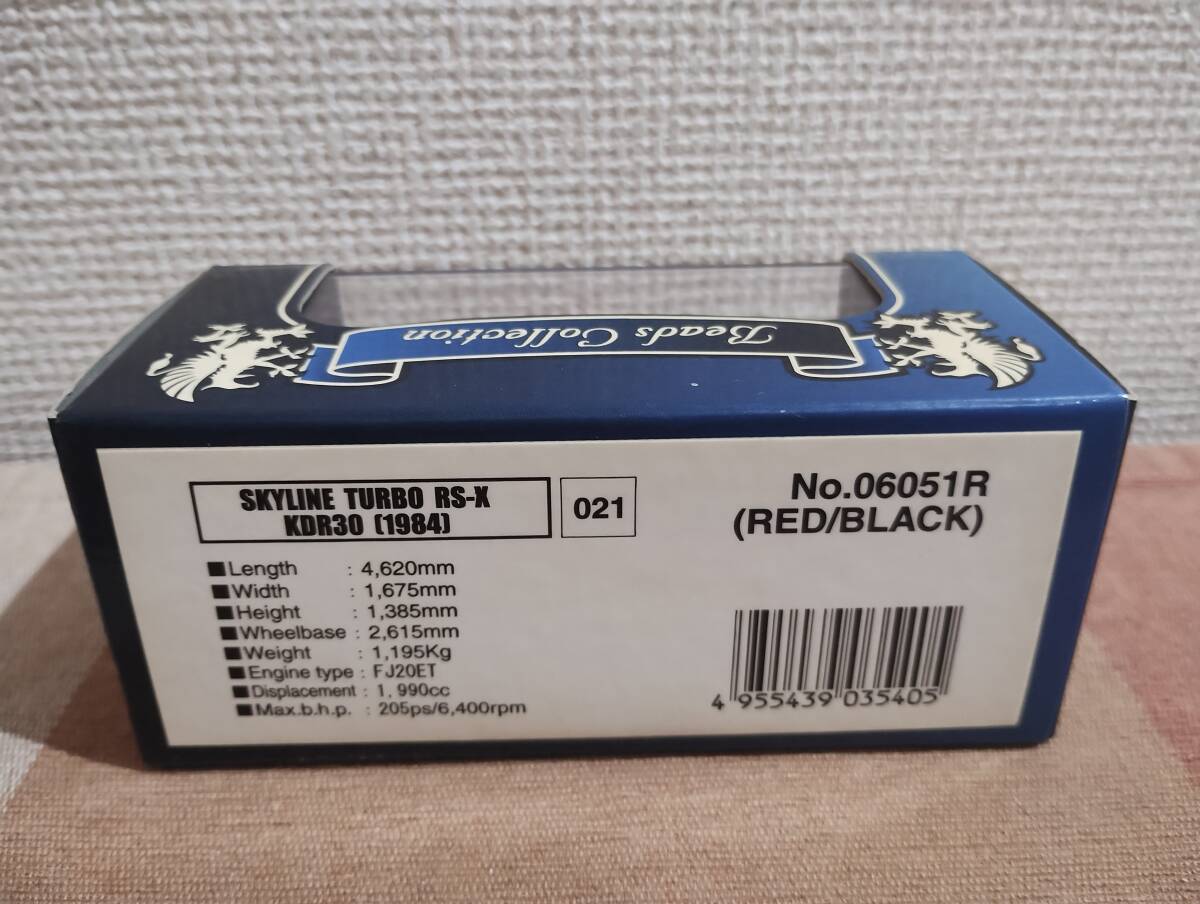 Beads Collection
SKYLINE TURBO RS-X
KDR30 (1984)
021
No.06051R
(RED/BLACK)
■Length : 4,620mm
■Width : 1,675mm
■Height : 1,385mm
■Wheelbase : 2,615mm
■Weight : 1,195Kg
■Engine type : FJ20ET
■Displacement : 1,990cc
■Max.b.h.p. : 205ps/6,400rpm
4 955439 035405